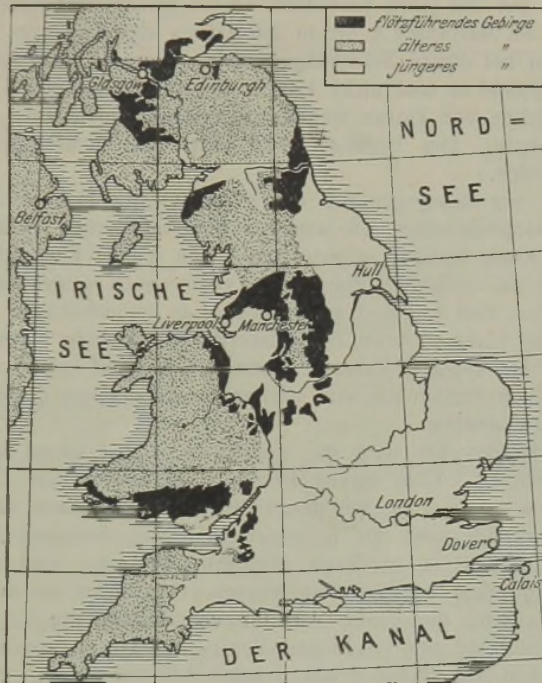 flötzführendes Gebirge
älteres "
jüngeres "
Glasgow
Edinburgh
NORD=
SEE
Belfast
IRISCHE
SEE
Hull
Liverpool
Manchester
London
Dover
Calais
DER KANAL